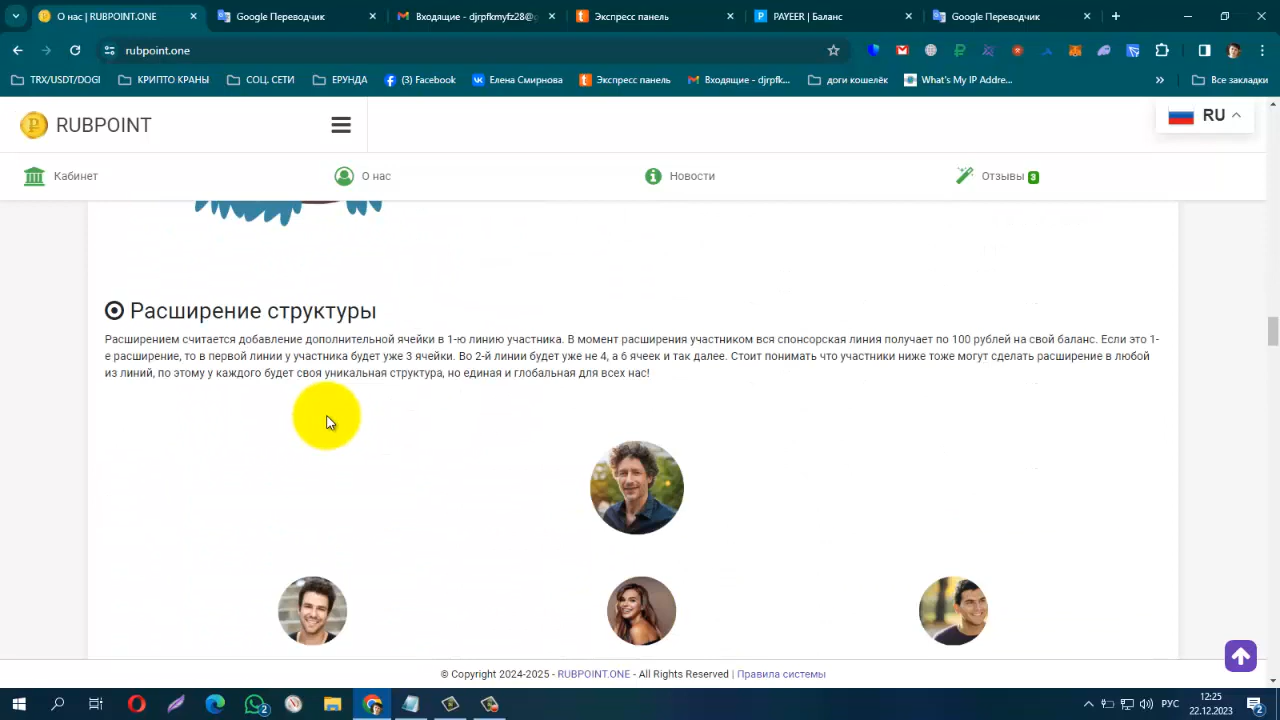 О нас | RUBPOINT.ONE
Google Переводчик
Входящие - djrpfkmyfz28@
Экспресс панель
PAYEER | Баланс
Google Переводчик
rubpoint.one
TRX/USDT/DOGI
КРИПТО КРАНЫ
СОЦ. СЕТИ
ЕРУНДА
(3) Facebook
Елена Смирнова
Экспресс панель
Входящие - djrpfk...
доги кошелёк
What's My IP Addre...
Все закладки
RUBPOINT
RU
Кабинет
О нас
Новости
Отзывы 3
Расширение структуры
Расширением считается добавление дополнительной ячейки в 1-ю линию участника. В момент расширения участником вся спонсорская линия получает по 100 рублей на свой баланс. Если это 1-
е расширение, то в первой линии у участника будет уже 3 ячейки. Во 2-й линии будет уже не 4, а 6 ячеек и так далее. Стоит понимать что участники ниже тоже могут сделать расширение в любой
из линий, по этому у каждого будет своя уникальная структура, но единая и глобальная для всех нас!
© Copyright 2024-2025 - RUBPOINT.ONE - All Rights Reserved | Правила системы
2
РУС
12:25
22.12.2023
2